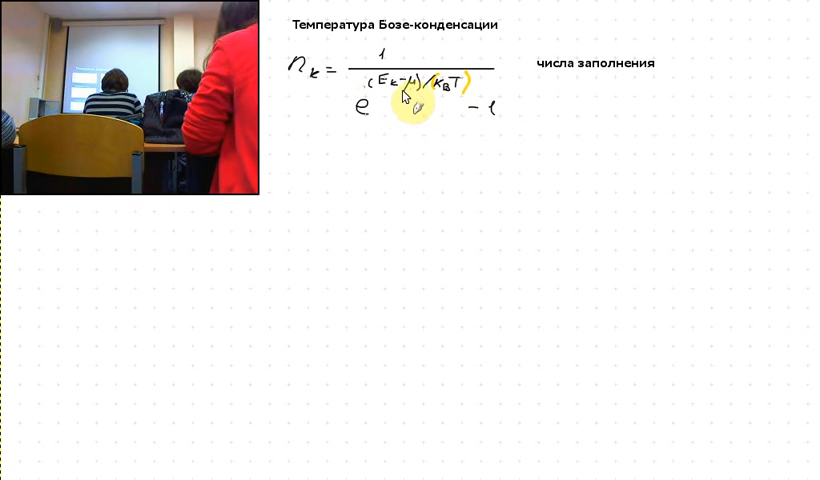 Температура Бозе-конденсации
n_k = 1 / (e^((E_k-μ)/(k_BT)) - 1)
числа заполнения